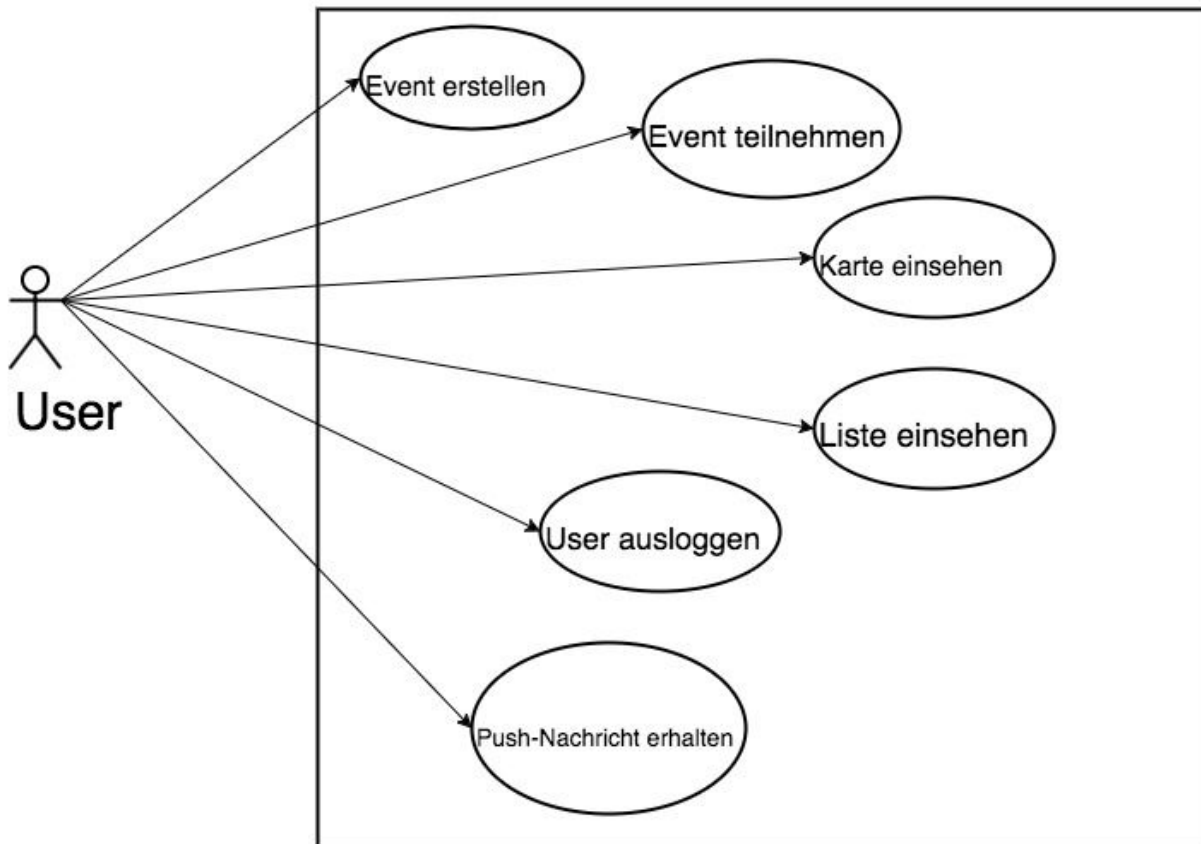 Event erstellen
Event teilnehmen
Karte einsehen
User
Liste einsehen
User ausloggen
Push-Nachricht erhalten